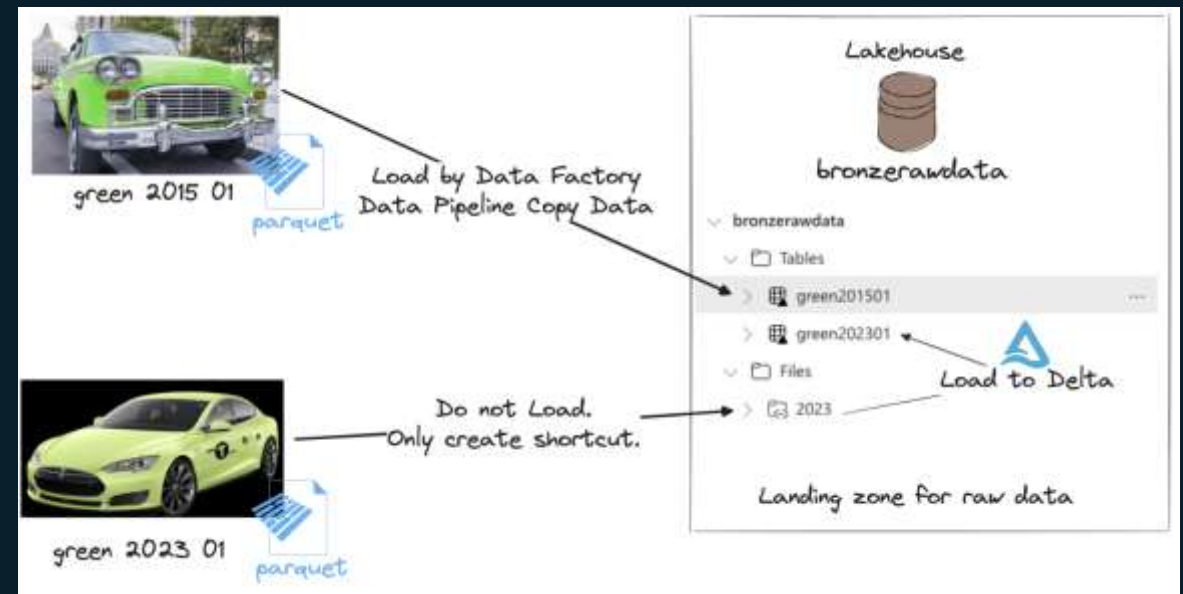 green 2015 01
parquet
Load by Data Factory
Data Pipeline Copy Data
green 2023 01
parquet
Do not Load.
Only create shortcut.
Lakehouse
bronzerawdata
bronzerawdata
Tables
green201501
...
green202301
Files
2023
Load to Delta
Landing zone for raw data